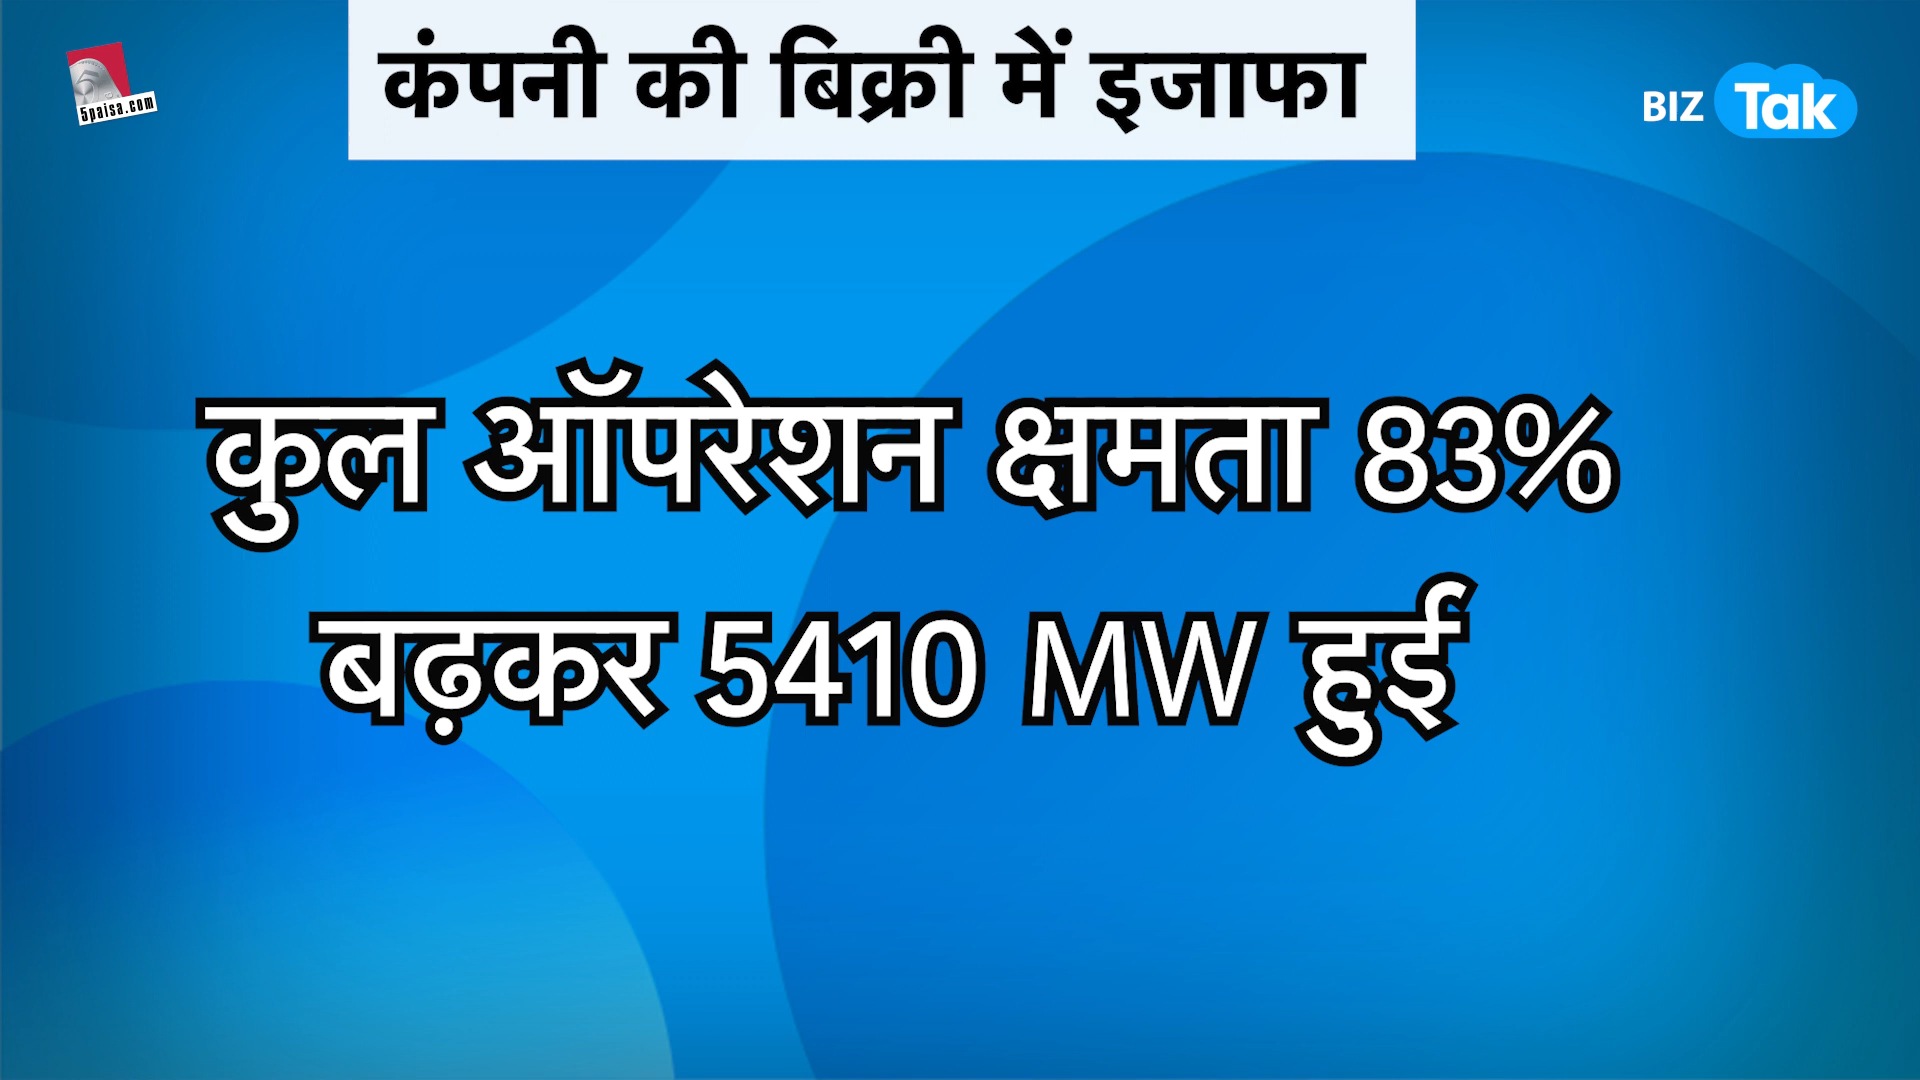 कंपनी की बिक्री में इजाफा
5paisa.com
BIZ Tak
कुल ऑपरेशन क्षमता 83%
बढ़कर 5410 MW हुई